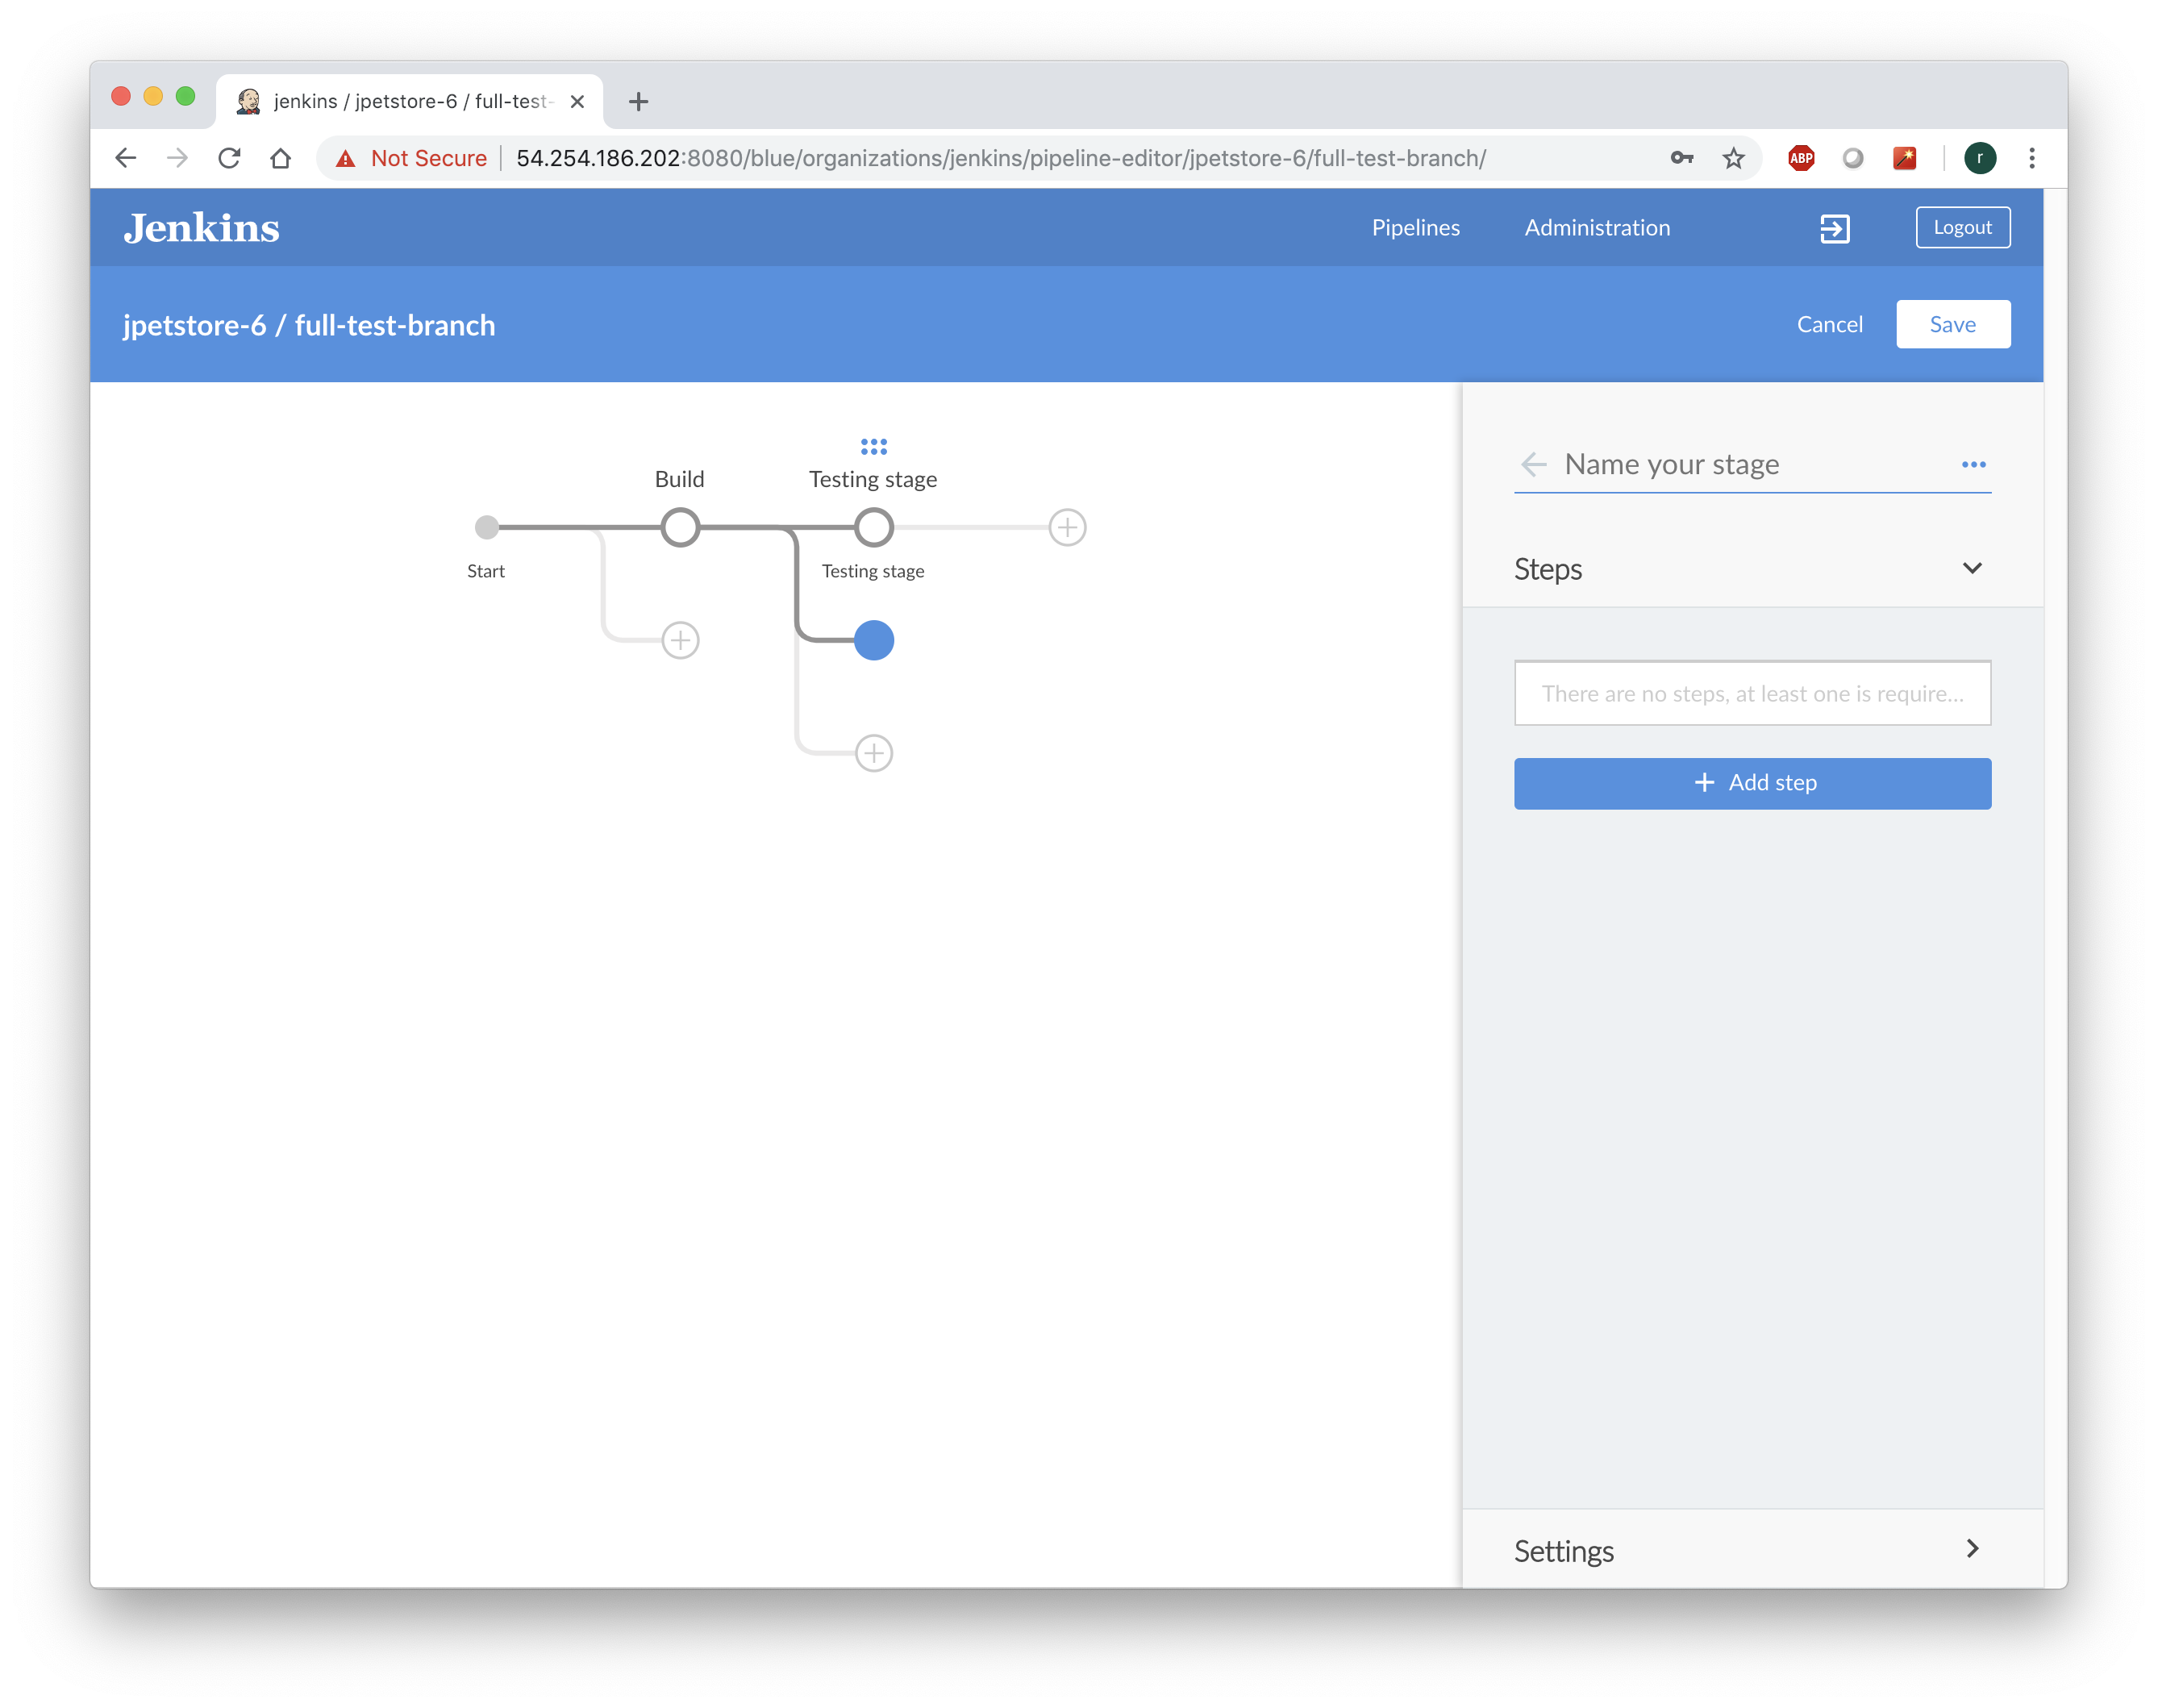 jenkins / jpetstore-6 / full-test-
Not Secure 54.254.186.202:8080/blue/organizations/jenkins/pipeline-editor/jpetstore-6/full-test-branch/
ABP
r
Jenkins
Pipelines
Administration
Logout
jpetstore-6 / full-test-branch
Cancel
Save
Build
Testing stage
Start
Testing stage
Name your stage
Steps
There are no steps, at least one is require...
+ Add step
Settings